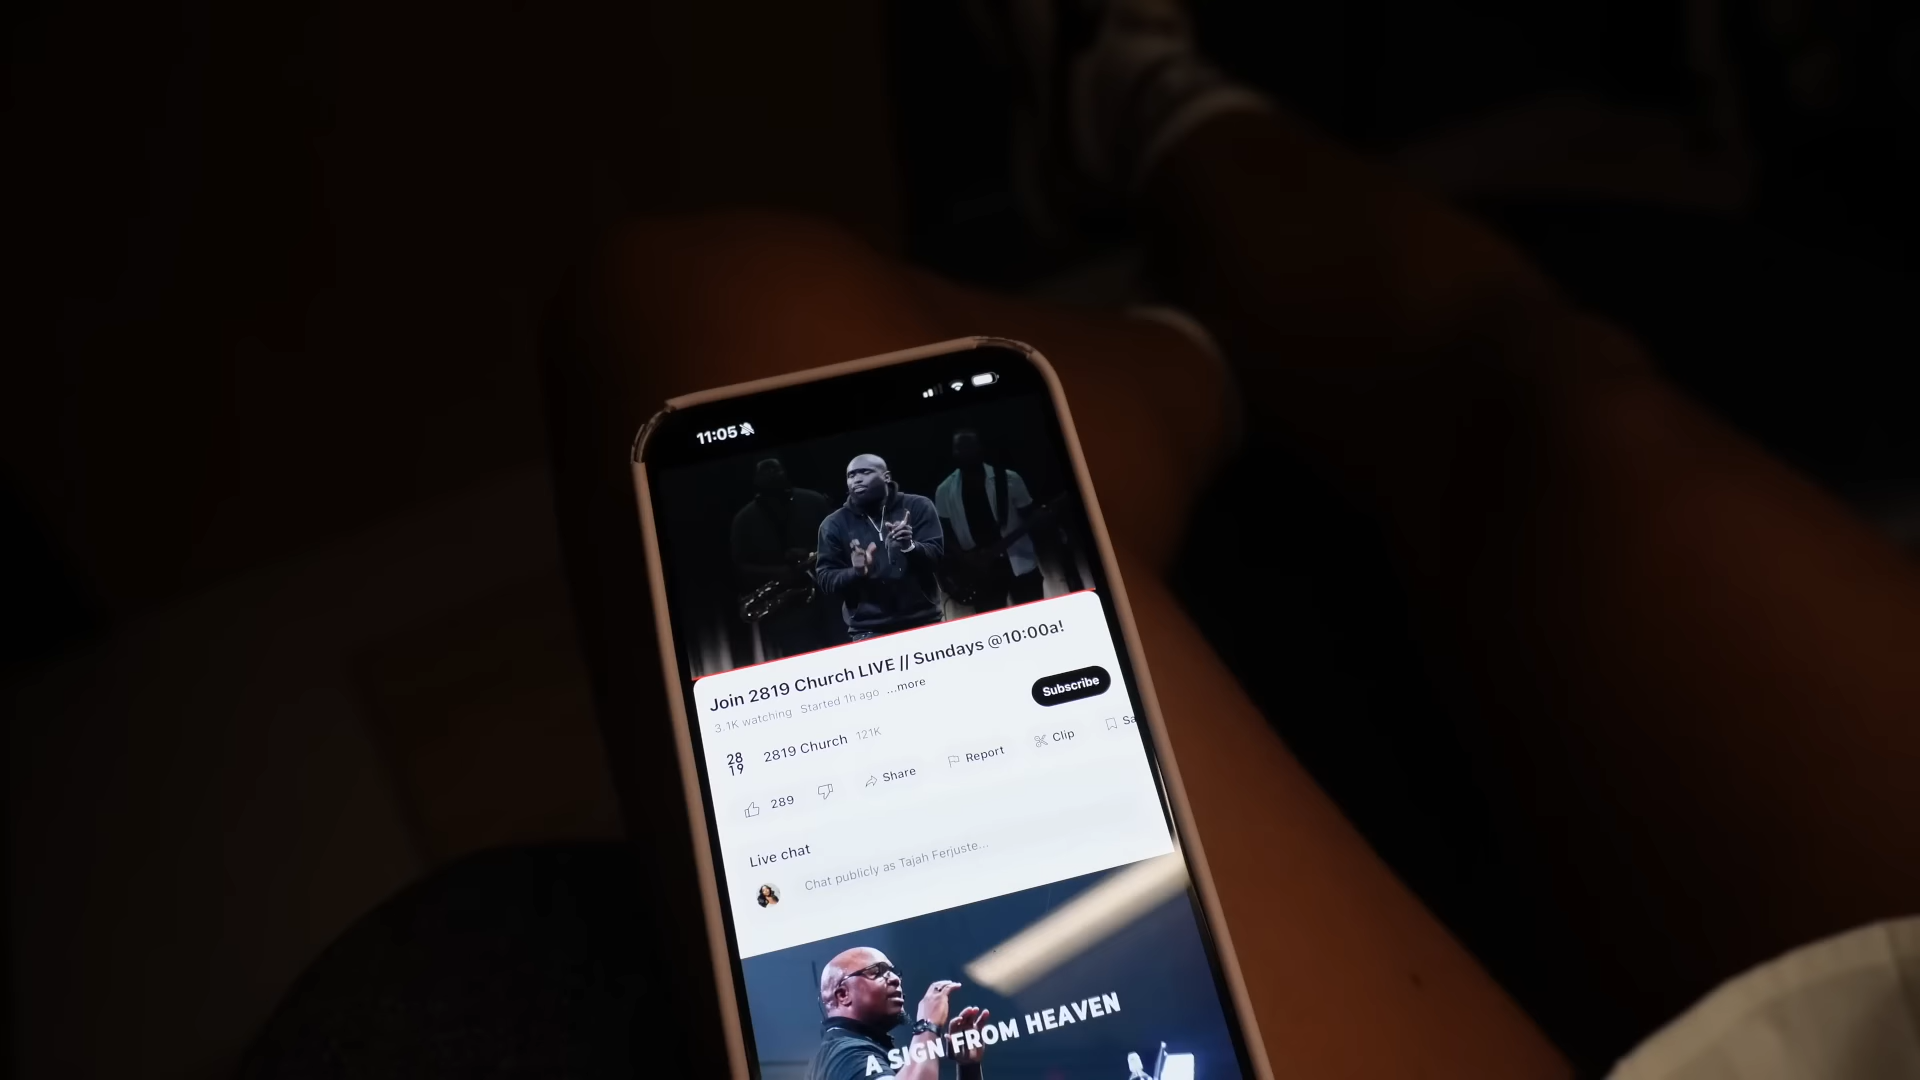 11:05
Join 2819 Church LIVE // Sundays @10:00a!
3.1K watching Started 1h ago ...more
Subscribe
28
19
2819 Church 121K
289
Share
Report
Clip
Sa
Live chat
Chat publicly as Tajah Ferjuste...
A SIGN FROM HEAVEN